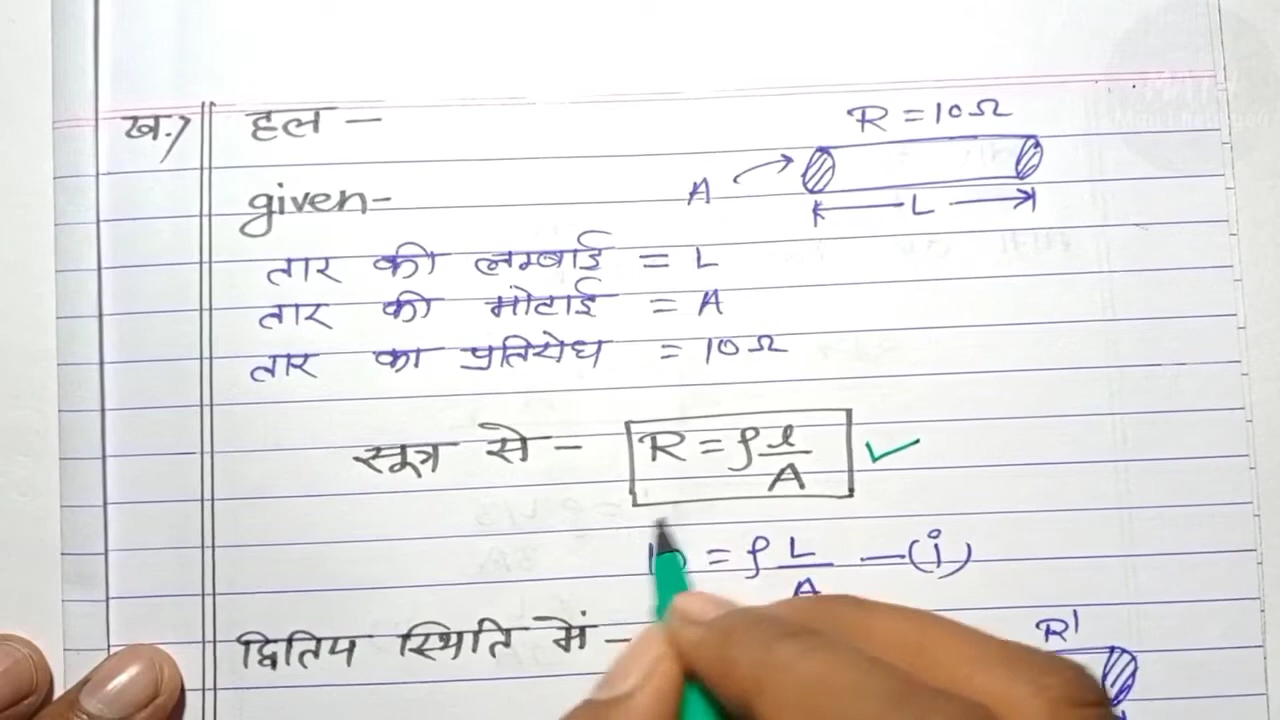 ख.) हल –
R = 10Ω
given-
A
L
तार की लम्बाई = L
तार की मोटाई = A
तार का प्रतिरोध = 10Ω
सूत्र से – R = ρ l/A ✓
= ρ L/A —(i)
द्वितिय स्थिति में –
R'